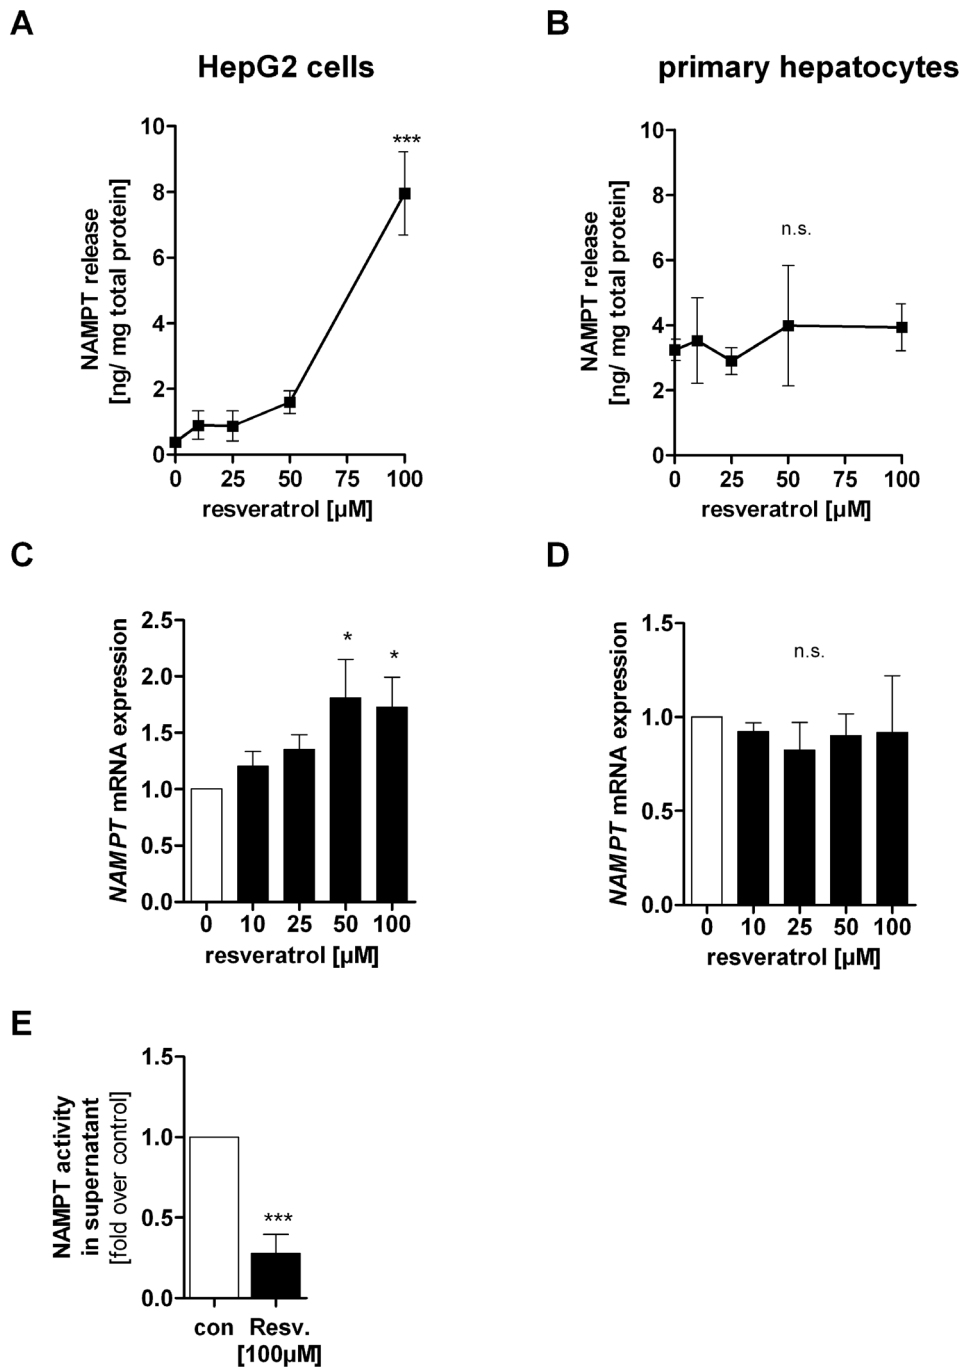 A
B
HepG2 cells
primary hepatocytes
NAMPT release
[ng/ mg total protein]
10
8
6
4
2
0
***
0 25 50 75 100
resveratrol [µM]
NAMPT release
[ng/ mg total protein]
10
8
6
4
2
0
n.s.
0 25 50 75 100
resveratrol [µM]
C
D
NAMPT mRNA expression
2.5
2.0
1.5
1.0
0.5
0.0
*
*
0 10 25 50 100
resveratrol [µM]
NAMPT mRNA expression
1.5
1.0
0.5
0.0
n.s.
0 10 25 50 100
resveratrol [µM]
E
NAMPT activity
in supernatant
[fold over control]
1.5
1.0
0.5
0.0
***
con Resv.
[100µM]